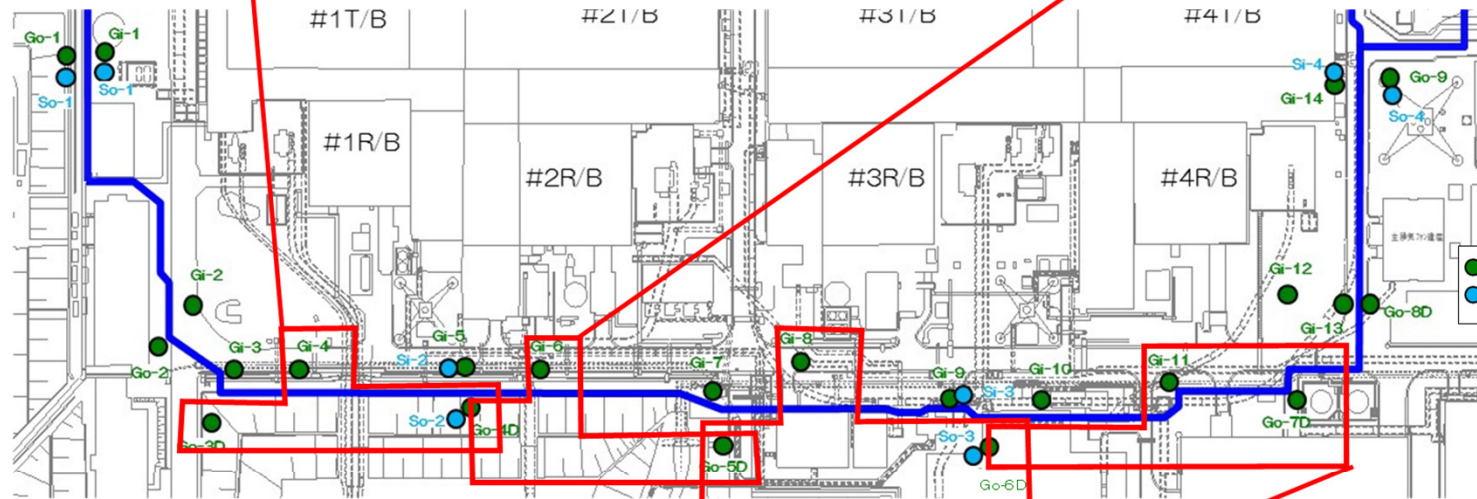 #1T/B
#2T/B
#3T/B
#4T/B
Go-1
Gi-1
So-1
So-1
Si-4
Gi-14
Go-9
So-4
#1R/B
#2R/B
#3R/B
#4R/B
Gi-2
Gi-12
Go-2
Gi-3
Gi-4
Si-2
Gi-5
Gi-6
Gi-7
Gi-8
Gi-9
Si-3
Gi-10
Gi-11
Gi-13
Go-8D
Go-3D
So-2
Go-4D
Go-5D
So-3
Go-6D
Go-7D